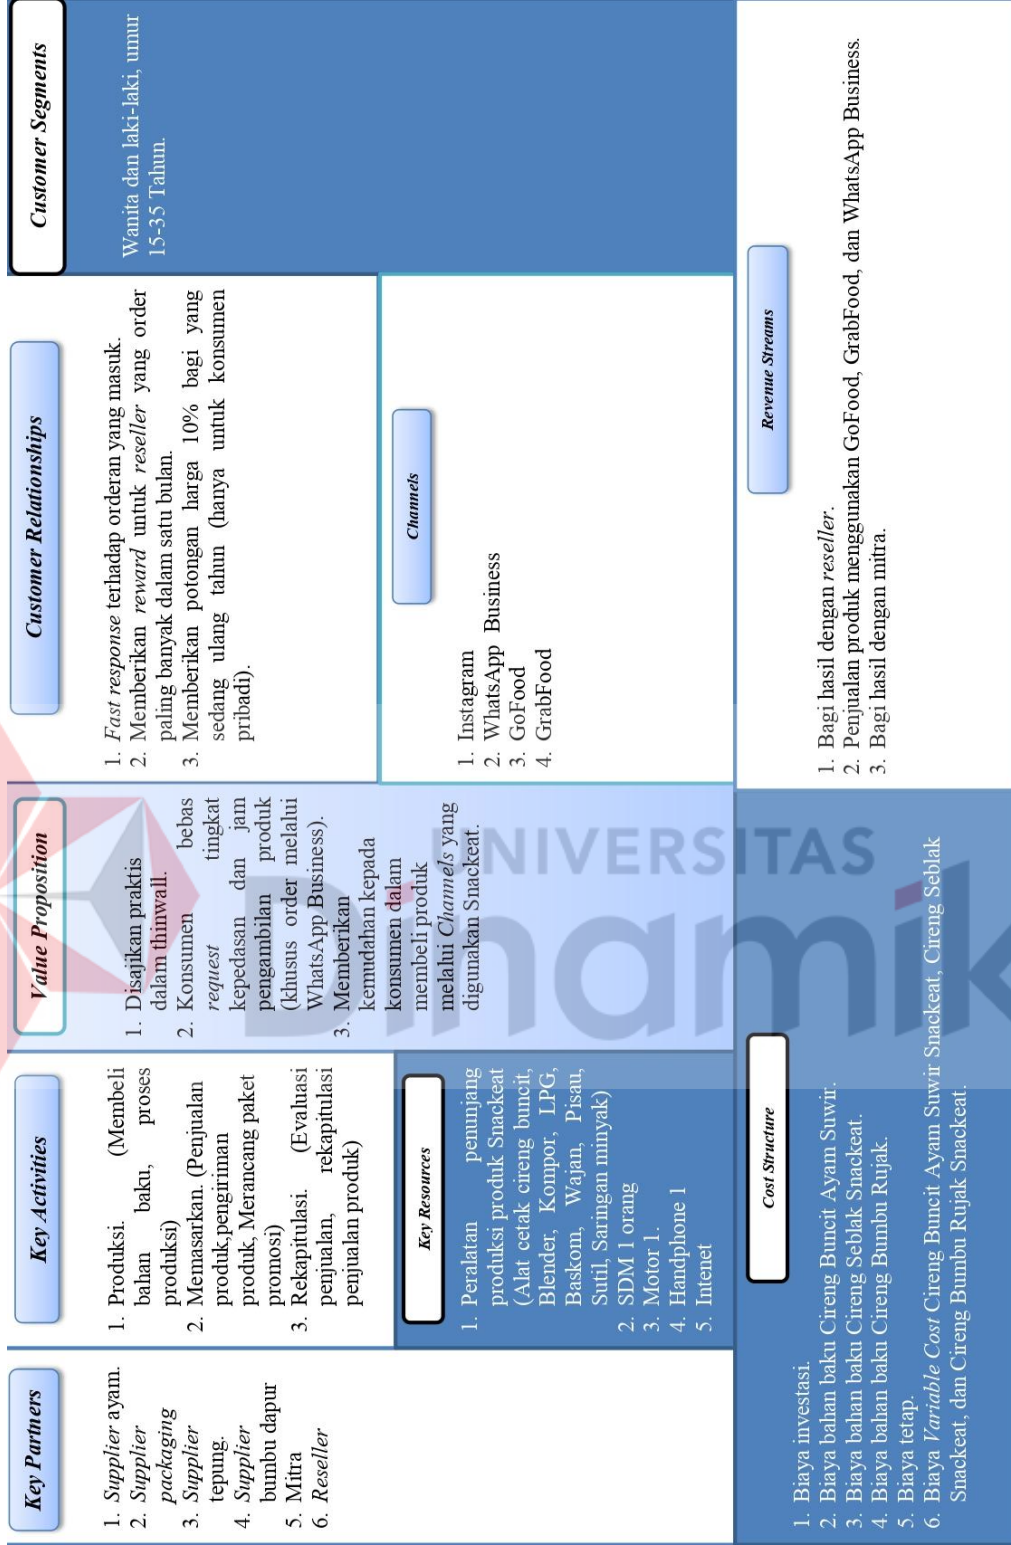 Key Partners
1. Supplier ayam.
2. Supplier
packaging
3. Supplier
tepung.
4. Supplier
bumbu dapur
5. Mitra
6. Reseller
Key Activities
1. Produksi. (Membeli
bahan baku, proses
produksi)
2. Memasarkan. (Penjualan
produk,pengiriman
produk, Merancang paket
promosi)
3. Rekapitulasi. (Evaluasi
penjualan, rekapitulasi
penjualan produk)
Key Resources
1. Peralatan penunjang
produksi produk Snackeat
(Alat cetak cireng buncit,
Blender, Kompor, LPG,
Baskom, Wajan, Pisau,
Sutil, Saringan minyak)
2. SDM 1 orang
3. Motor 1.
4. Handphone 1
5. Intenet
Value Proposition
1. Disajikan praktis
dalam thinwall.
2. Konsumen bebas
request tingkat
kepedasan dan jam
pengambilan produk
(khusus order melalui
WhatsApp Business).
3. Memberikan
kemudahan kepada
konsumen dalam
membeli produk
melalui Channels yang
digunakan Snackeat.
Customer Relationships
1. Fast response terhadap orderan yang masuk.
2. Memberikan reward untuk reseller yang order
paling banyak dalam satu bulan.
3. Memberikan potongan harga 10% bagi yang
sedang ulang tahun (hanya untuk konsumen
pribadi).
Channels
1. Instagram
2. WhatsApp Business
3. GoFood
4. GrabFood
Customer Segments
Wanita dan laki-laki, umur
15-35 Tahun.
Cost Structure
1. Biaya investasi.
2. Biaya bahan baku Cireng Buncit Ayam Suwir.
3. Biaya bahan baku Cireng Seblak Snackeat.
4. Biaya bahan baku Cireng Bumbu Rujak.
5. Biaya tetap.
6. Biaya Variable Cost Cireng Buncit Ayam Suwir Snackeat, Cireng Seblak
Snackeat, dan Cireng Bumbu Rujak Snackeat.
Revenue Streams
1. Bagi hasil dengan reseller.
2. Penjualan produk menggunakan GoFood, GrabFood, dan WhatsApp Business.
3. Bagi hasil dengan mitra.
UNIVERSITAS
Dinamik